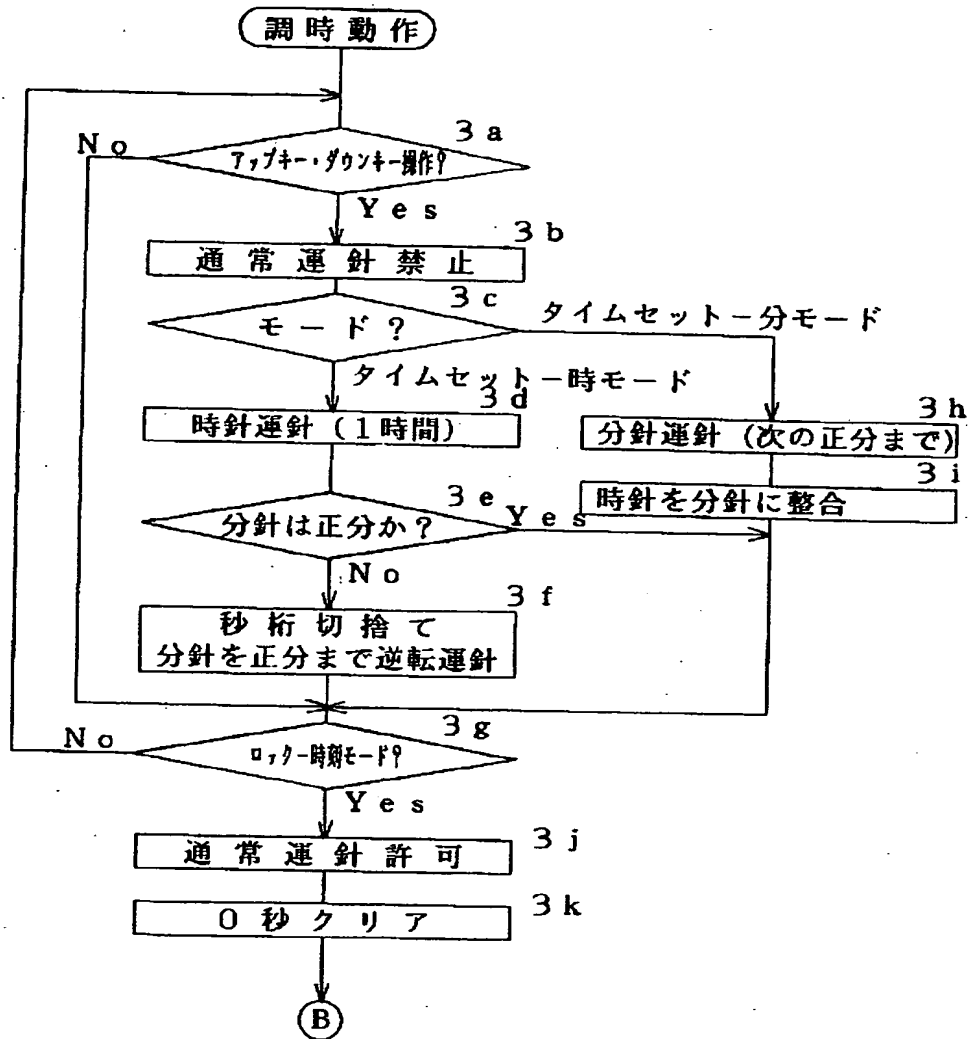 調時動作
3a
No
アップキー・ダウンキー操作?
Yes
3b
通常運針禁止
3c
モード?
タイムセットー分モード
タイムセットー時モード
3d
時針運針(1時間)
3h
分針運針(次の正分まで)
3i
時針を分針に整合
3e
分針は正分か?
Yes
No
3f
秒桁切捨て
分針を正分まで逆転運針
3g
No
ロックー時刻モード?
Yes
3j
通常運針許可
3k
0秒クリア
B